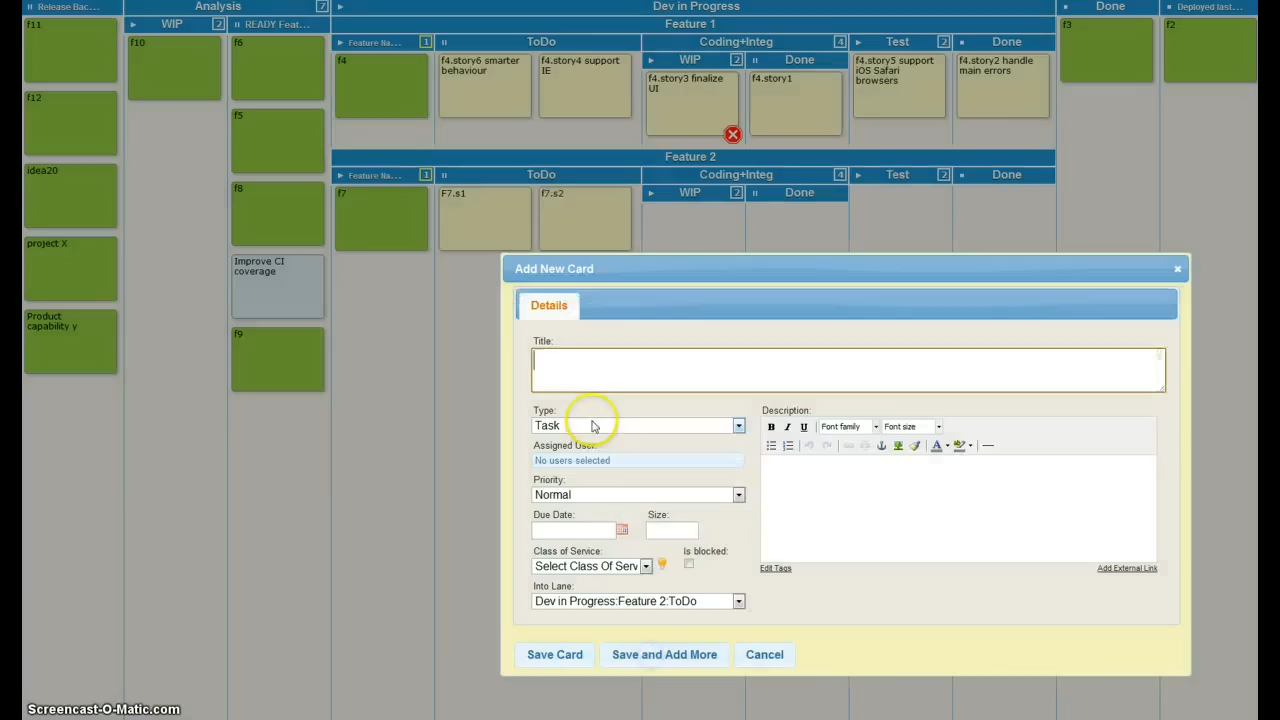 Release Bac...
Analysis 7
Dev in Progress
Done
Deployed last...
WIP 2
READY Feat...
Feature 1
f11
f10
f6
f3
f2
Feature Na... 1
ToDo
Coding+Integ 4
Test 2
Done
WIP 2
Done
f4
f4.story6 smarter
behaviour
f4.story4 support
IE
f4.story3 finalize
UI
f4.story1
f4.story5 support
iOS Safari
browsers
f4.story2 handle
main errors
f12
f5
Feature 2
idea20
Feature Na... 1
ToDo
Coding+Integ 4
Test 2
Done
f8
f7
F7.s1
f7.s2
WIP 2
Done
project X
Improve CI
coverage
Product
capability y
f9
Add New Card
Details
Title:
Type:
Task
Assigned User:
No users selected
Priority:
Normal
Due Date:
Size:
Class of Service:
Is blocked:
Select Class Of Serv
Into Lane:
Dev in Progress:Feature 2:ToDo
Description:
B I U Font family Font size
Edit Tags
Add External Link
Save Card
Save and Add More
Cancel
Screencast-O-Matic.com